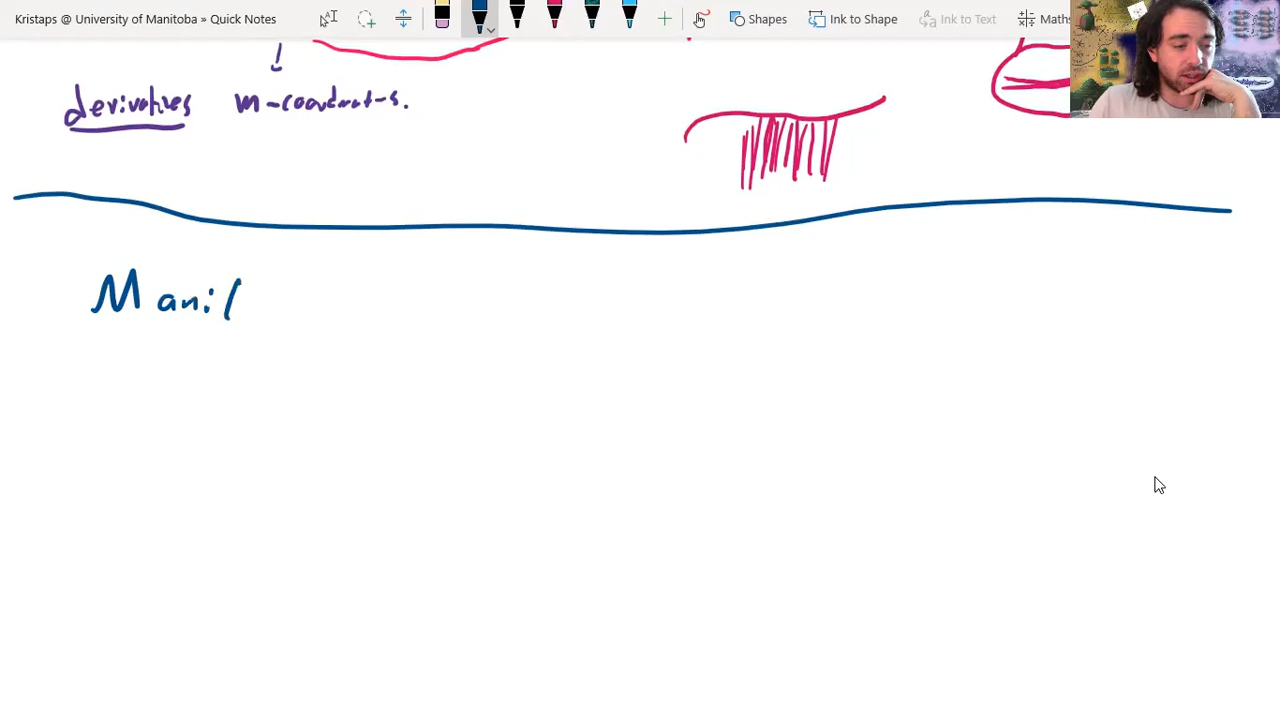 Kristaps @ University of Manitoba » Quick Notes
Shapes
Ink to Shape
Ink to Text
Maths
derivatives m-coordinates.
Manif